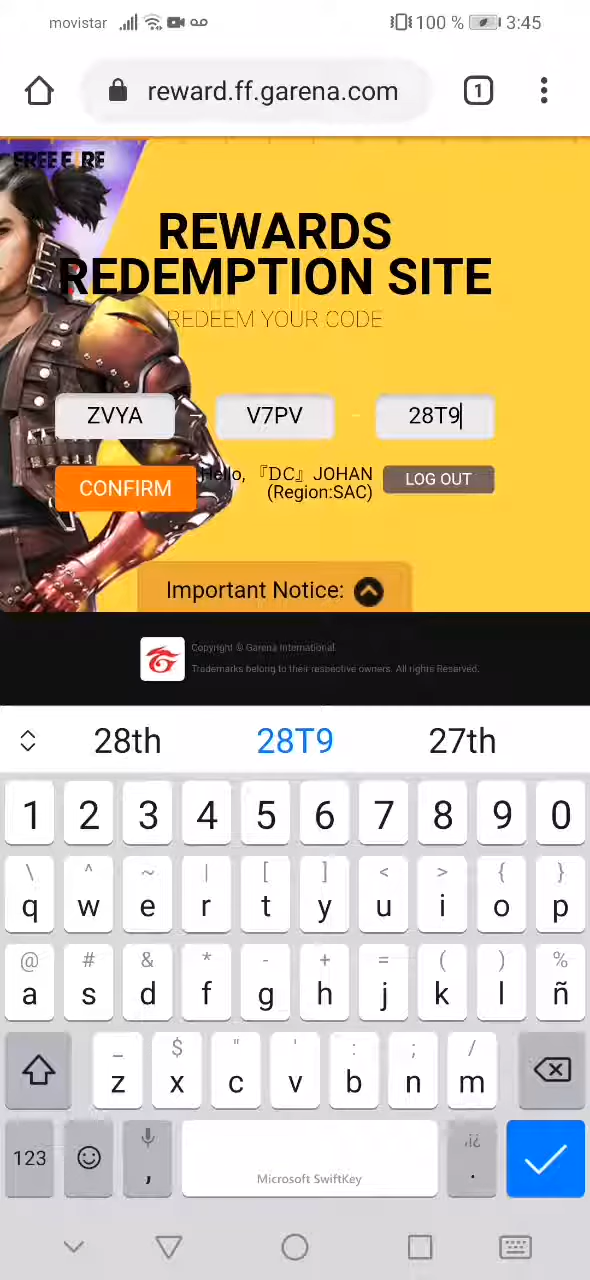 movistar 100 % 3:45
reward.ff.garena.com 1
FREE FIRE
REWARDS
REDEMPTION SITE
REDEEM YOUR CODE
ZVYA - V7PV - 28T9
CONFIRM
Hello, 『DC』JOHAN
(Region:SAC)
LOG OUT
Important Notice:
Copyright © Garena International.
Trademarks belong to their respective owners. All rights Reserved.
28th 28T9 27th
1 2 3 4 5 6 7 8 9 0
\ ^ ~ | [ ] < > { }
q w e r t y u i o p
@ # & * - + = ( ) %
a s d f g h j k l ñ
_ $ " ' : ; /
z x c v b n m
123 , Microsoft SwiftKey ,¡¿ .